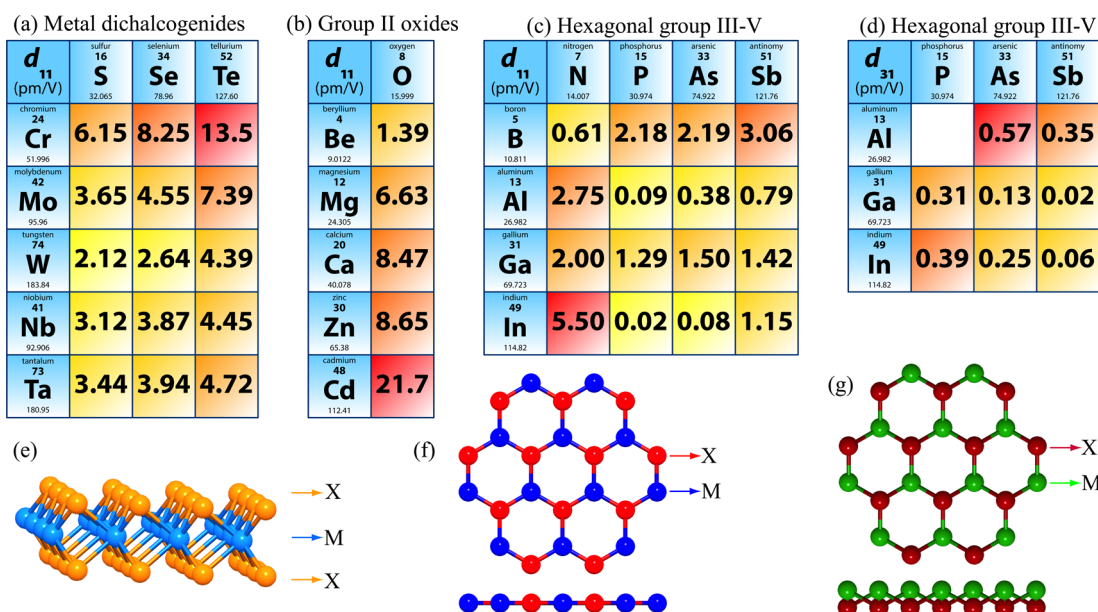 (a) Metal dichalcogenides
d11 (pm/V)
sulfur 16 S 32.065
selenium 34 Se 78.96
tellurium 52 Te 127.60
chromium 24 Cr 51.996 6.15 8.25 13.5
molybdenum 42 Mo 95.96 3.65 4.55 7.39
tungsten 74 W 183.84 2.12 2.64 4.39
niobium 41 Nb 92.906 3.12 3.87 4.45
tantalum 73 Ta 180.95 3.44 3.94 4.72
(b) Group II oxides
d11 (pm/V)
oxygen 8 O 15.999
beryllium 4 Be 9.0122 1.39
magnesium 12 Mg 24.305 6.63
calcium 20 Ca 40.078 8.47
zinc 30 Zn 65.38 8.65
cadmium 48 Cd 112.41 21.7
(c) Hexagonal group III-V
d11 (pm/V)
nitrogen 7 N 14.007
phosphorus 15 P 30.974
arsenic 33 As 74.922
antinomy 51 Sb 121.76
boron 5 B 10.811 0.61 2.18 2.19 3.06
aluminum 13 Al 26.982 2.75 0.09 0.38 0.79
gallium 31 Ga 69.723 2.00 1.29 1.50 1.42
indium 49 In 114.82 5.50 0.02 0.08 1.15
(d) Hexagonal group III-V
d31 (pm/V)
phosphorus 15 P 30.974
arsenic 33 As 74.922
antinomy 51 Sb 121.76
aluminum 13 Al 26.982 0.57 0.35
gallium 31 Ga 69.723 0.31 0.13 0.02
indium 49 In 114.82 0.39 0.25 0.06
(e)
X
M
X
(f)
X
M
(g)
X
M